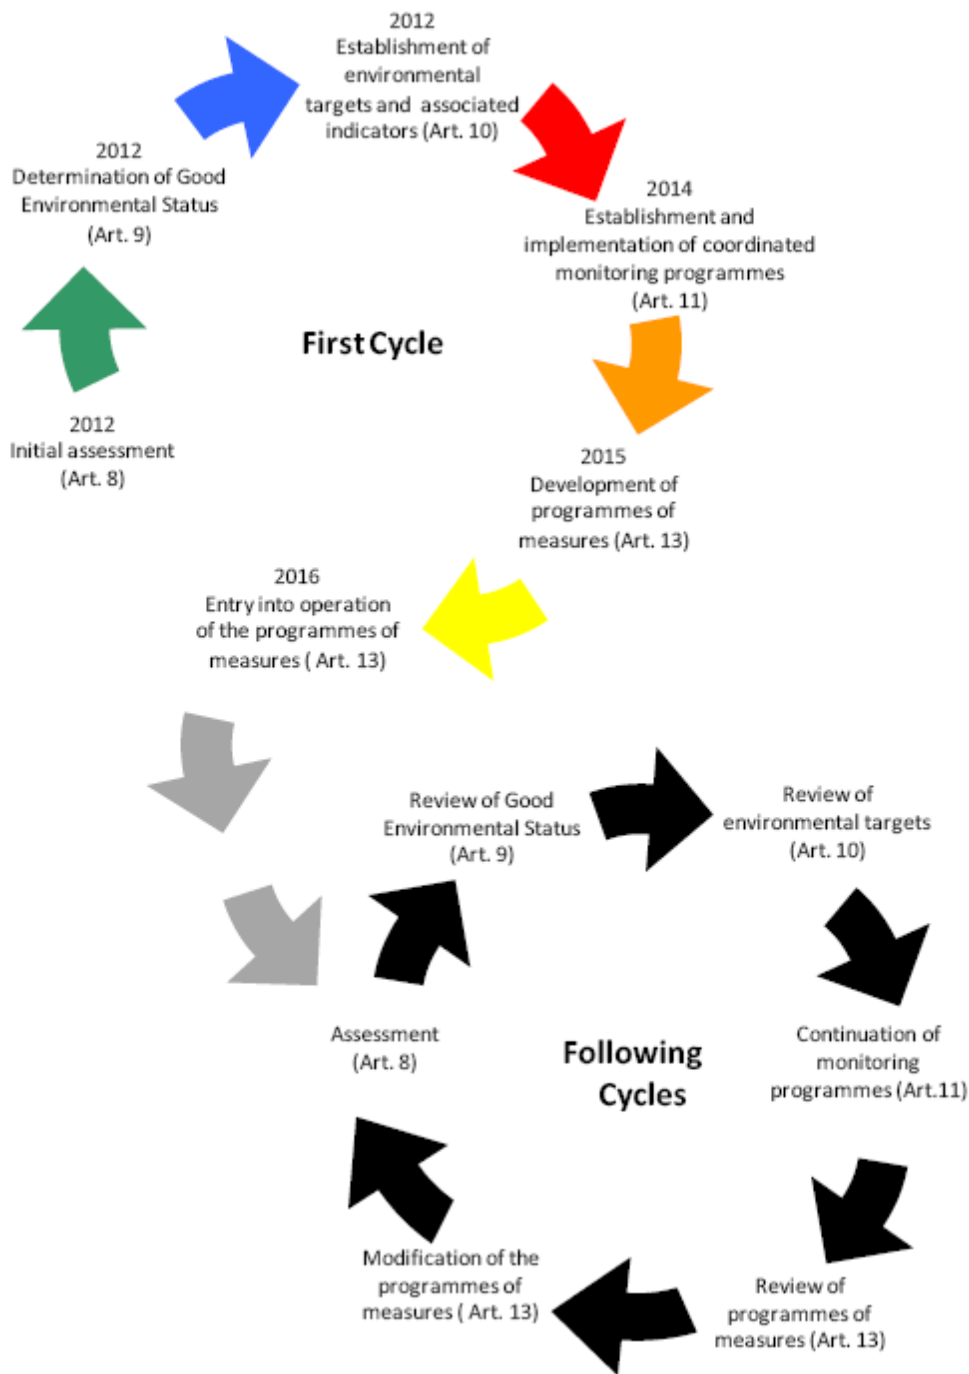 2012
Establishment of
environmental
targets and associated
indicators (Art. 10)
2012
Determination of Good
Environmental Status
(Art. 9)
2014
Establishment and
implementation of coordinated
monitoring programmes
(Art. 11)
First Cycle
2012
Initial assessment
(Art. 8)
2015
Development of
programmes of
measures (Art. 13)
2016
Entry into operation
of the programmes of
measures ( Art. 13)
Review of Good
Environmental Status
(Art. 9)
Review of
environmental targets
(Art. 10)
Assessment
(Art. 8)
Following
Cycles
Continuation of
monitoring
programmes (Art.11)
Modification of the
programmes of
measures ( Art. 13)
Review of
programmes of
measures (Art. 13)